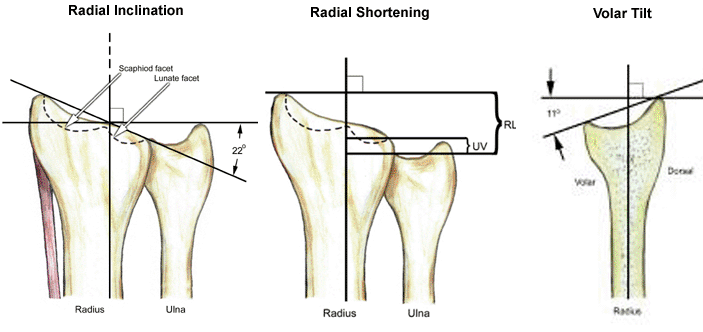 Radial Inclination
Scaphiod facet
Lunate facet
22°
Radius
Ulna
Radial Shortening
RL
UV
Radius
Ulna
Volar Tilt
11°
Volar
Dorsal
Radius